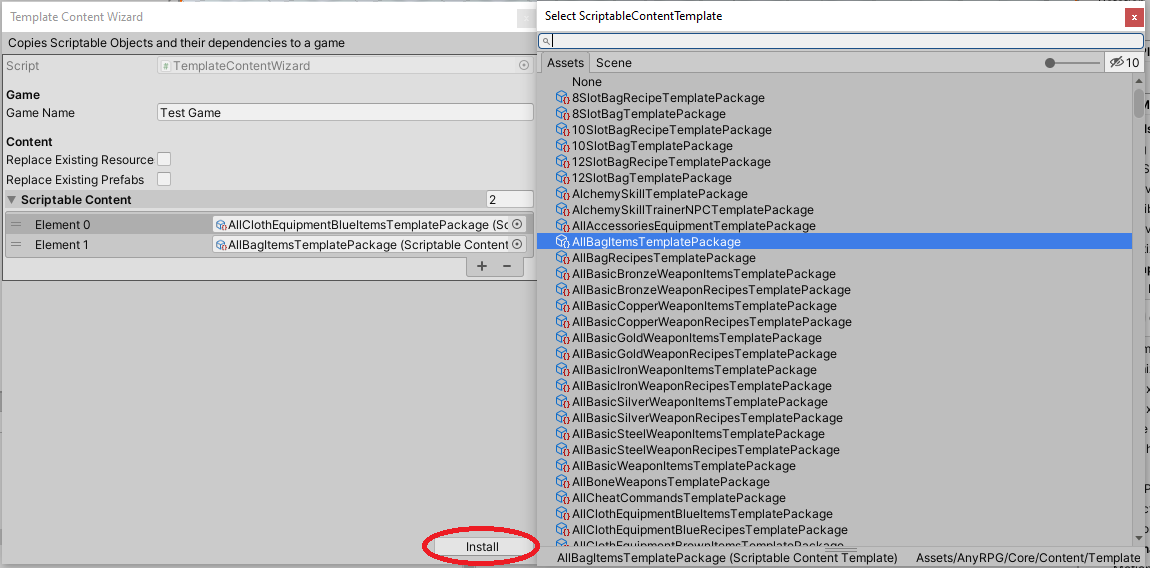 Template Content Wizard
Copies Scriptable Objects and their dependencies to a game
Script
TemplateContentWizard
Game
Game Name
Test Game
Content
Replace Existing Resource
Replace Existing Prefabs
Scriptable Content
2
Element 0
AllClothEquipmentBlueItemsTemplatePackage (Sc
Element 1
AllBagItemsTemplatePackage (Scriptable Content
+ −
Install
Select ScriptableContentTemplate
x
Assets
Scene
10
None
8SlotBagRecipeTemplatePackage
8SlotBagTemplatePackage
10SlotBagRecipeTemplatePackage
10SlotBagTemplatePackage
12SlotBagRecipeTemplatePackage
12SlotBagTemplatePackage
AlchemySkillTemplatePackage
AlchemySkillTrainerNPCTemplatePackage
AllAccessoriesEquipmentTemplatePackage
AllBagItemsTemplatePackage
AllBagRecipesTemplatePackage
AllBasicBronzeWeaponItemsTemplatePackage
AllBasicBronzeWeaponRecipesTemplatePackage
AllBasicCopperWeaponItemsTemplatePackage
AllBasicCopperWeaponRecipesTemplatePackage
AllBasicGoldWeaponItemsTemplatePackage
AllBasicGoldWeaponRecipesTemplatePackage
AllBasicIronWeaponItemsTemplatePackage
AllBasicIronWeaponRecipesTemplatePackage
AllBasicSilverWeaponItemsTemplatePackage
AllBasicSilverWeaponRecipesTemplatePackage
AllBasicSteelWeaponItemsTemplatePackage
AllBasicSteelWeaponRecipesTemplatePackage
AllBasicWeaponItemsTemplatePackage
AllBoneWeaponsTemplatePackage
AllCheatCommandsTemplatePackage
AllClothEquipmentBlueItemsTemplatePackage
AllClothEquipmentBlueRecipesTemplatePackage
AllClothEquipmentBrownItemsTemplatePackage
AllBagItemsTemplatePackage (Scriptable Content Template)
Assets/AnyRPG/Core/Content/Template